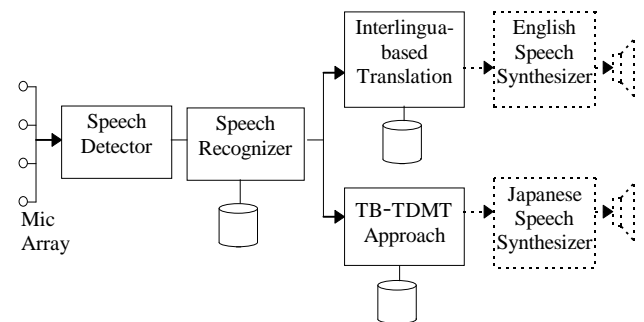 Mic
Array
Speech
Detector
Speech
Recognizer
Interlingua-
based
Translation
English
Speech
Synthesizer
TB-TDMT
Approach
Japanese
Speech
Synthesizer